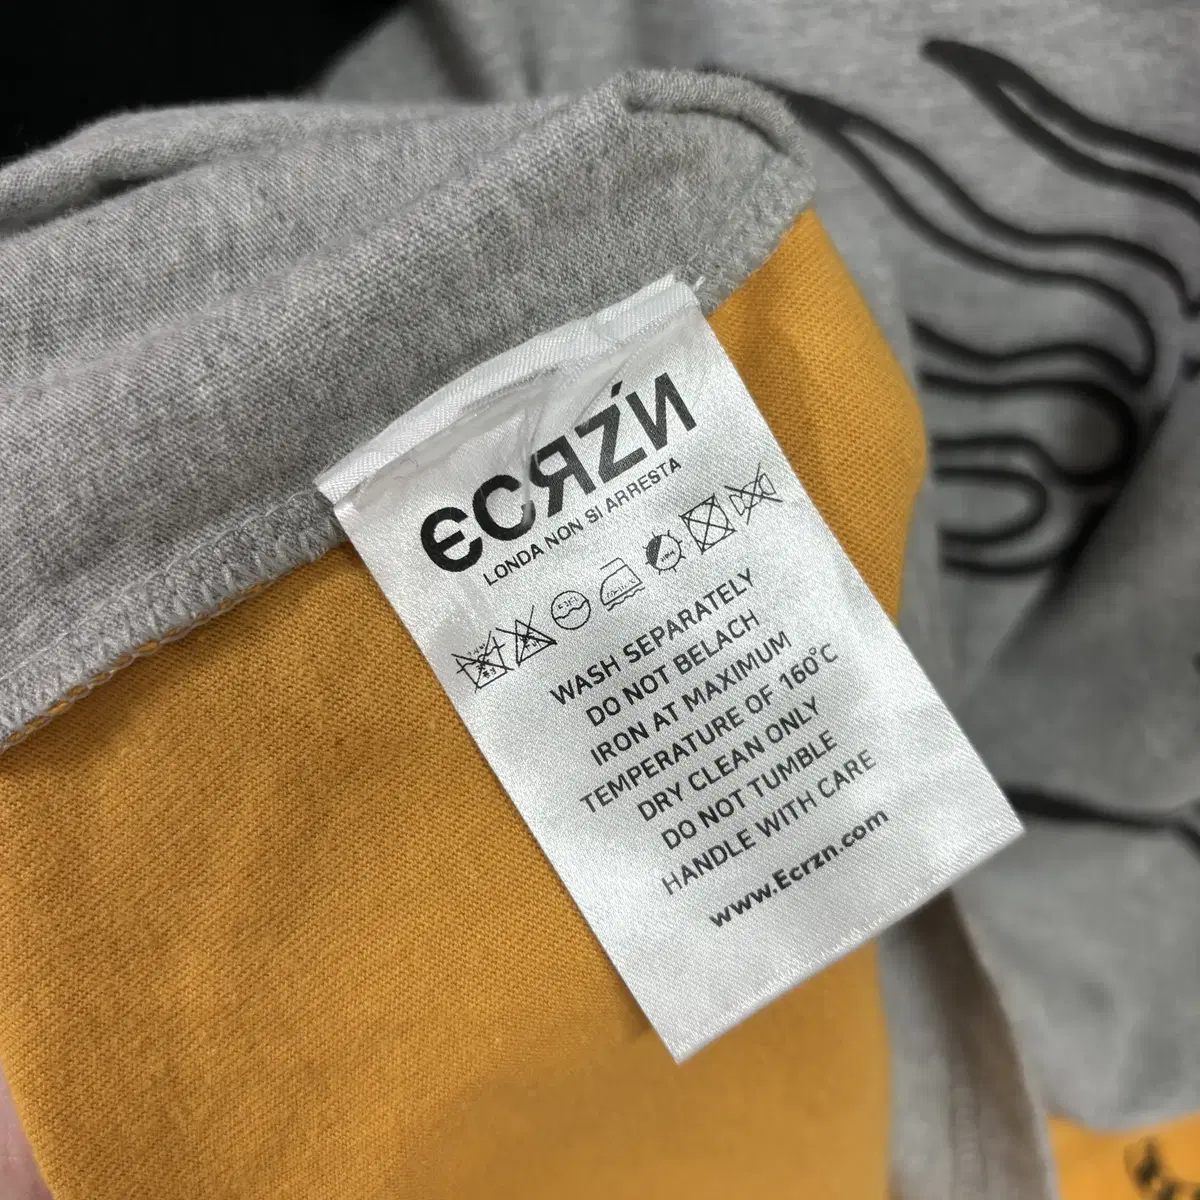 ЄCЯZ̒И
LONDA NON SI ARRESTA
WASH SEPARATELY
DO NOT BELACH
IRON AT MAXIMUM
TEMPERATURE OF 160°C
DRY CLEAN ONLY
DO NOT TUMBLE
HANDLE WITH CARE
www.Ecrzn.com